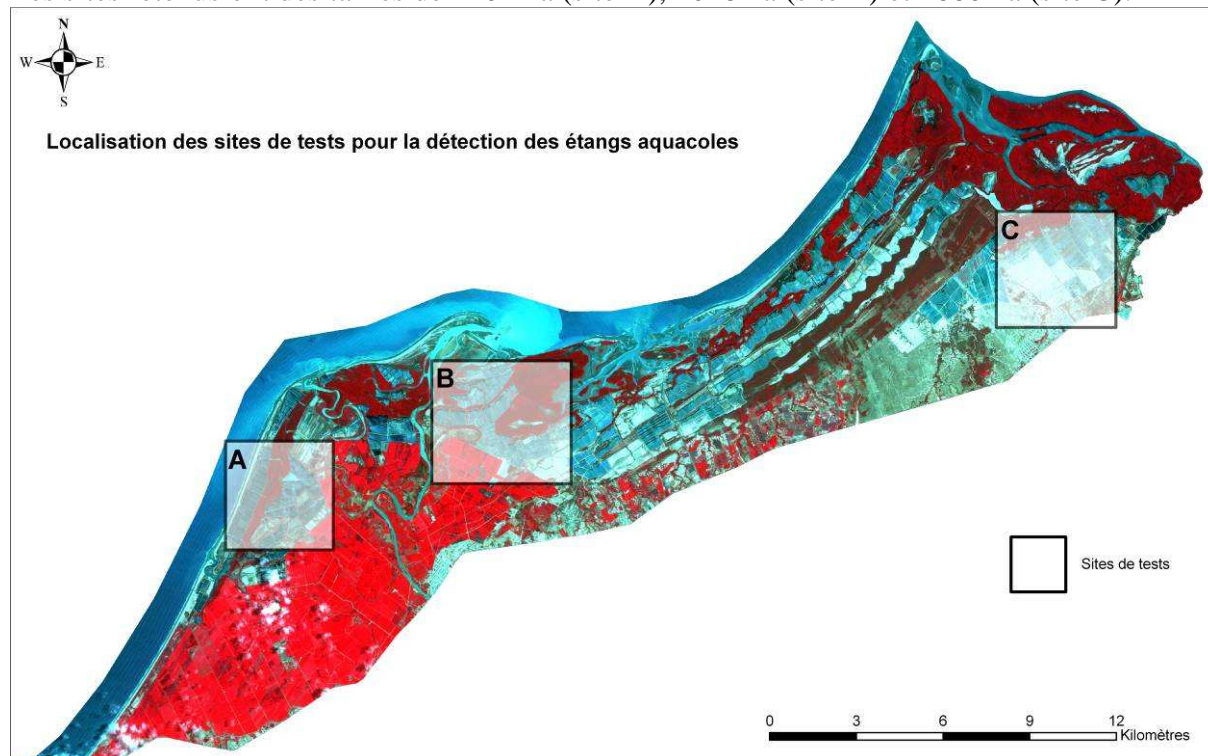 N
W E
S
Localisation des sites de tests pour la détection des étangs aquacoles
C
B
A
Sites de tests
0 3 6 9 12
Kilomètres